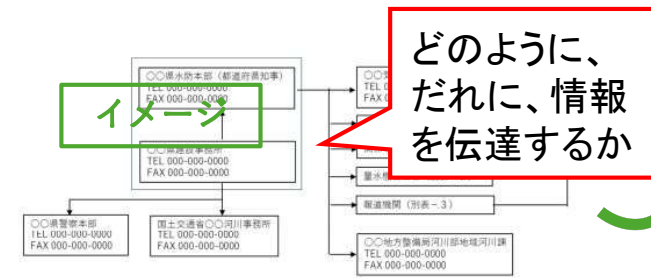 どのように、
だれに、情報
を伝達するか
イメージ
○○県水防本部（都道府県知事）
TEL 000-000-0000
FAX 000-000-0000
○○県建設事務所
TEL 000-000-0000
FAX 000-000-0000
○○県警察本部
TEL 000-000-0000
FAX 000-000-0000
国土交通省○○河川事務所
TEL 000-000-0000
FAX 000-000-0000
○○
TEL
FAX
量水
報道機関（別表－3）
○○地方整備局河川部地域河川課
TEL 000-000-0000
FAX 000-000-0000